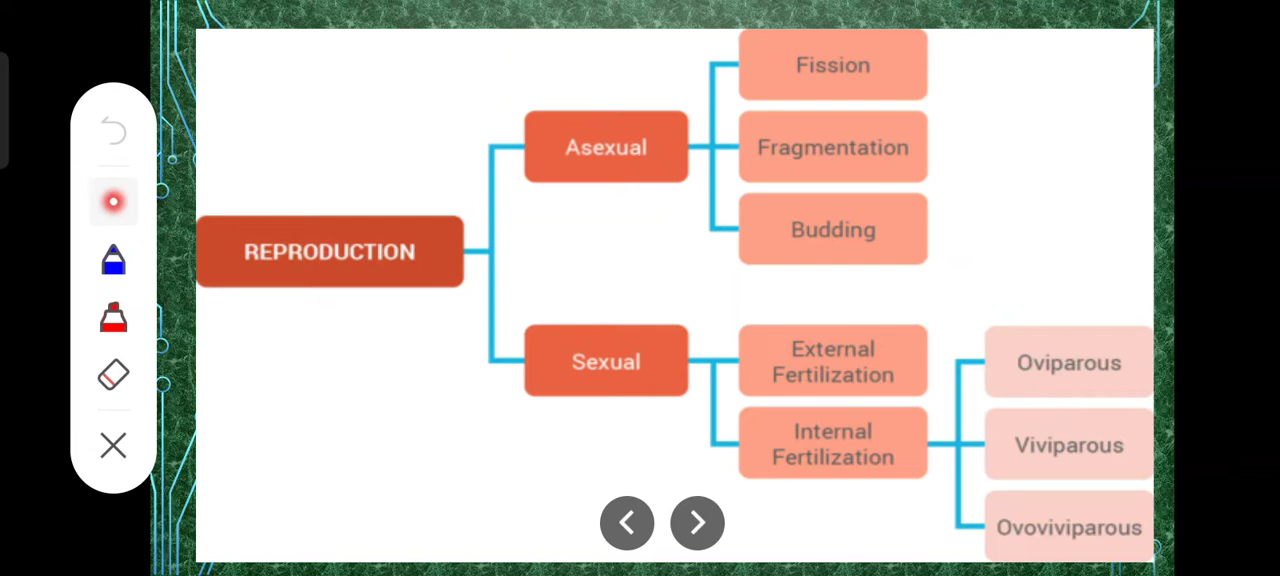 Fission
Asexual
Fragmentation
Budding
REPRODUCTION
Sexual
External
Fertilization
Internal
Fertilization
Oviparous
Viviparous
Ovoviviparous